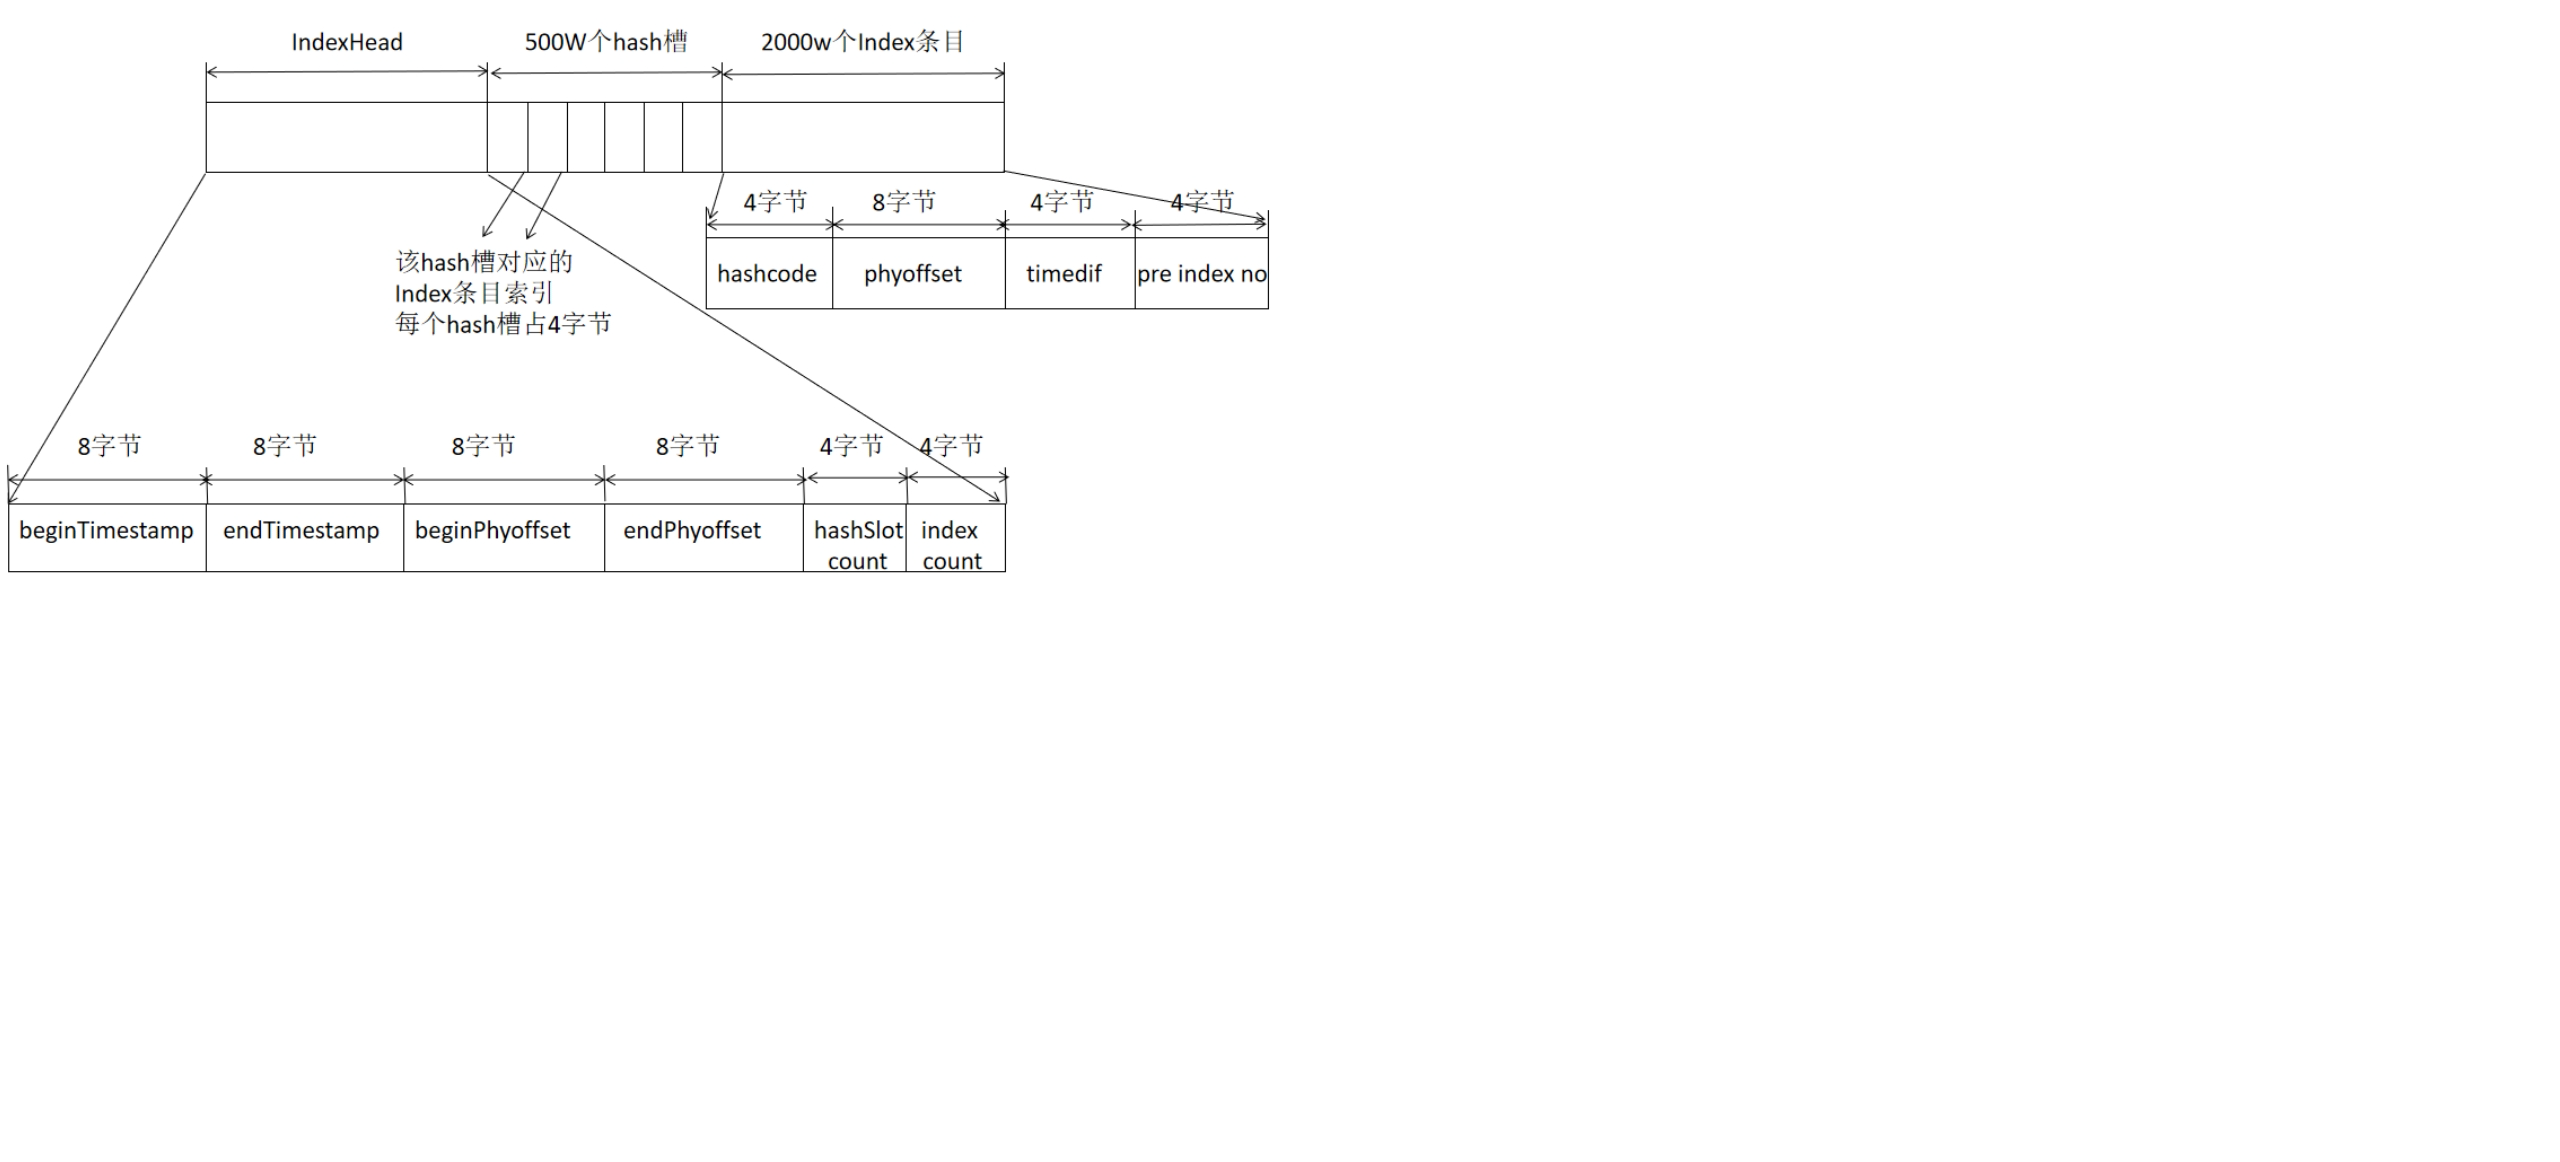 IndexHead
500W个hash槽
2000w个Index条目
4字节
8字节
4字节
4字节
hashcode
phyoffset
timedif
pre index no
该hash槽对应的
Index条目索引
每个hash槽占4字节
8字节
8字节
8字节
8字节
4字节
4字节
beginTimestamp
endTimestamp
beginPhyoffset
endPhyoffset
hashSlot
count
index
count